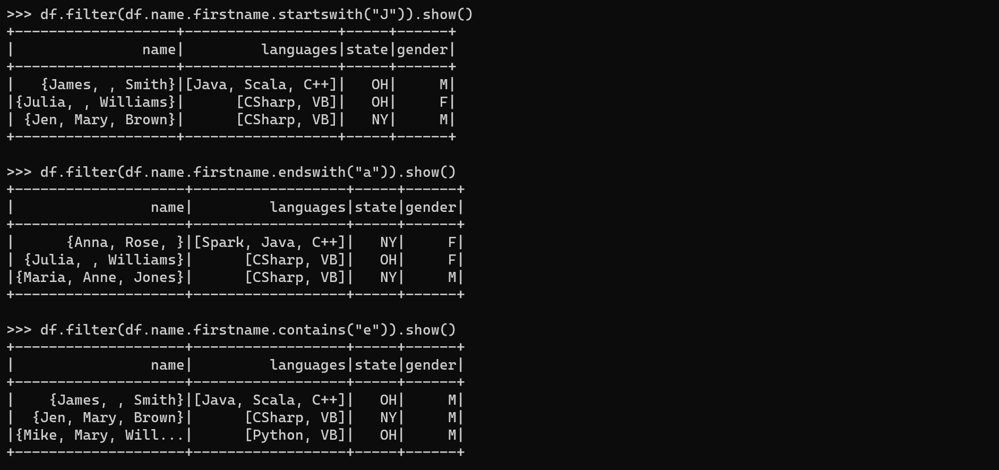 >>> df.filter(df.name.firstname.startswith("J")).show()
+-------------------+------------------+-----+------+
|               name|         languages|state|gender|
+-------------------+------------------+-----+------+
|   {James, , Smith}|[Java, Scala, C++]|   OH|     M|
|{Julia, , Williams}|      [CSharp, VB]|   OH|     F|
| {Jen, Mary, Brown}|      [CSharp, VB]|   NY|     M|
+-------------------+------------------+-----+------+
>>> df.filter(df.name.firstname.endswith("a")).show()
+--------------------+------------------+-----+------+
|                name|         languages|state|gender|
+--------------------+------------------+-----+------+
|      {Anna, Rose, }|[Spark, Java, C++]|   NY|     F|
| {Julia, , Williams}|      [CSharp, VB]|   OH|     F|
|{Maria, Anne, Jones}|      [CSharp, VB]|   NY|     M|
+--------------------+------------------+-----+------+
>>> df.filter(df.name.firstname.contains("e")).show()
+--------------------+------------------+-----+------+
|                name|         languages|state|gender|
+--------------------+------------------+-----+------+
|    {James, , Smith}|[Java, Scala, C++]|   OH|     M|
|  {Jen, Mary, Brown}|      [CSharp, VB]|   NY|     M|
|{Mike, Mary, Will...|      [Python, VB]|   OH|     M|
+--------------------+------------------+-----+------+